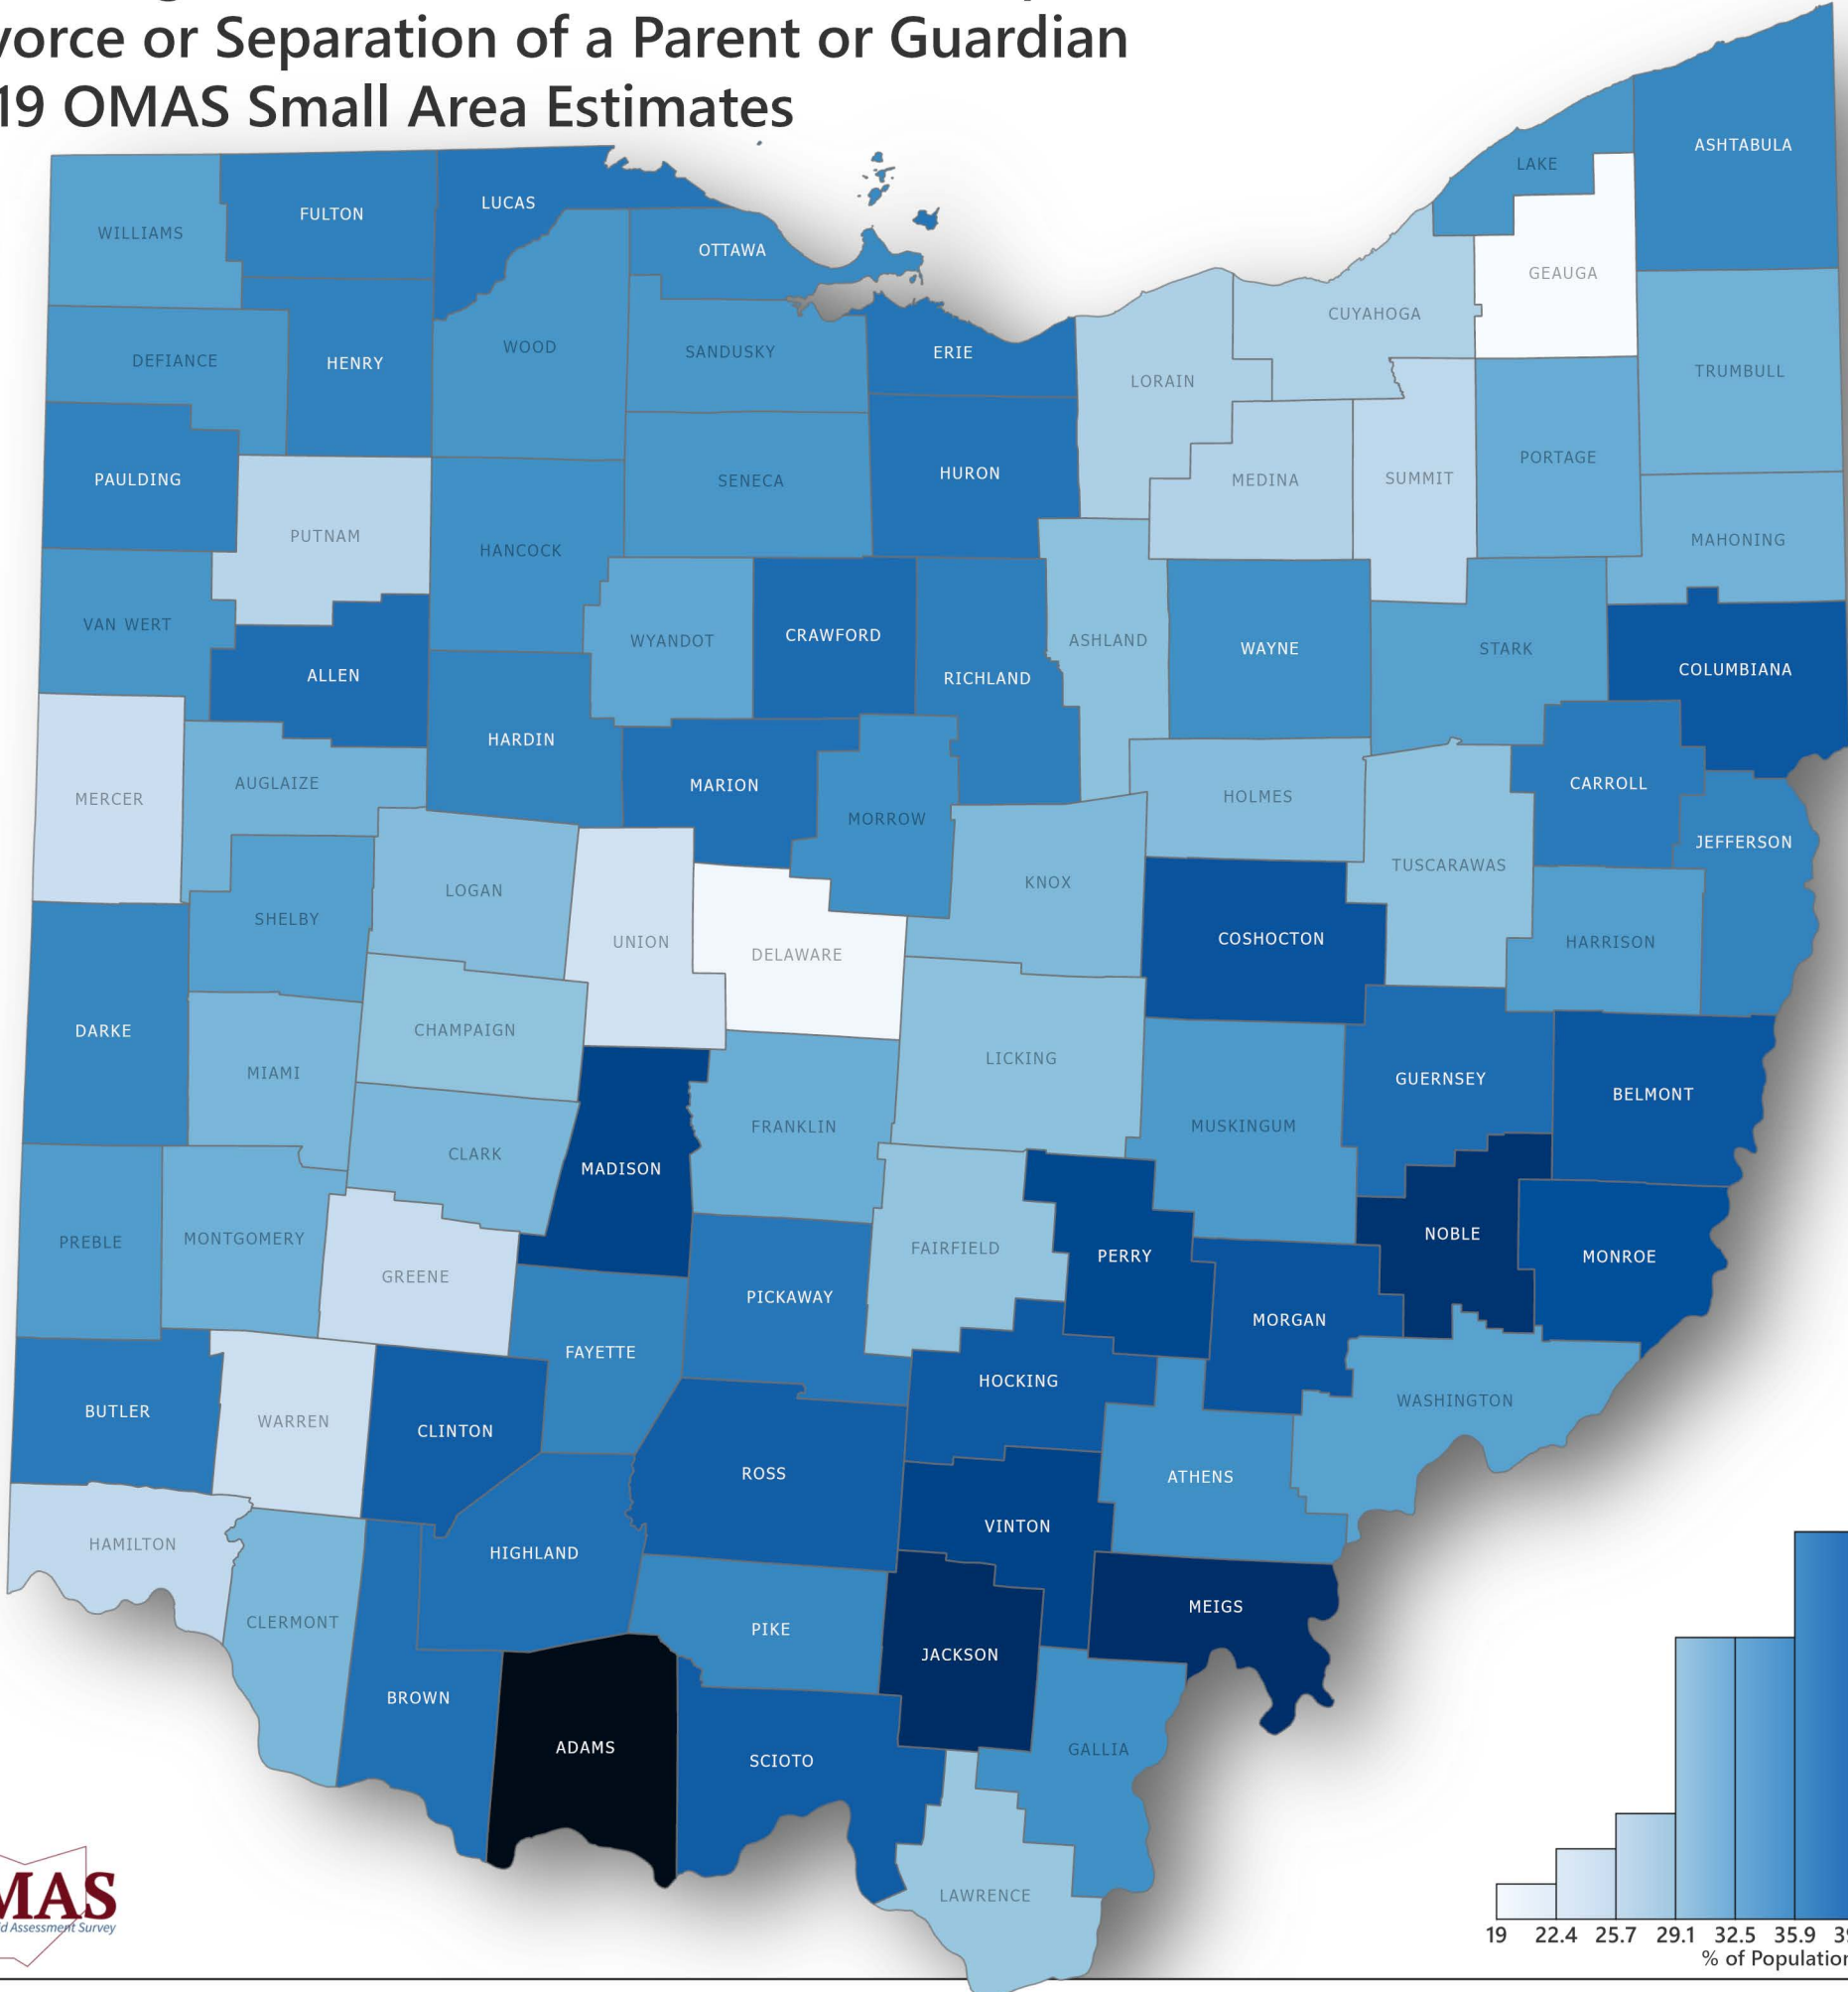 vorce or Separation of a Parent or Guardian
19 OMAS Small Area Estimates
ASHTABULA
LAKE
FULTON
LUCAS
WILLIAMS
OTTAWA
GEAUGA
CUYAHOGA
WOOD
SANDUSKY
ERIE
DEFIANCE
HENRY
TRUMBULL
LORAIN
PORTAGE
HURON
PAULDING
SENECA
MEDINA
SUMMIT
PUTNAM
MAHONING
HANCOCK
VAN WERT
CRAWFORD
WYANDOT
ASHLAND
WAYNE
STARK
COLUMBIANA
ALLEN
RICHLAND
HARDIN
AUGLAIZE
MARION
CARROLL
HOLMES
MERCER
MORROW
JEFFERSON
TUSCARAWAS
KNOX
LOGAN
SHELBY
COSHOCTON
UNION
HARRISON
DELAWARE
DARKE
CHAMPAIGN
LICKING
MIAMI
GUERNSEY
BELMONT
FRANKLIN
MUSKINGUM
CLARK
MADISON
NOBLE
MONTGOMERY
PREBLE
FAIRFIELD
PERRY
MONROE
GREENE
PICKAWAY
MORGAN
FAYETTE
HOCKING
WASHINGTON
BUTLER
WARREN
CLINTON
ROSS
ATHENS
VINTON
HAMILTON
HIGHLAND
MEIGS
CLERMONT
PIKE
JACKSON
BROWN
ADAMS
GALLIA
SCIOTO
LAWRENCE
MAS
d Assessment Survey
19 22.4 25.7 29.1 32.5 35.9
% of Population